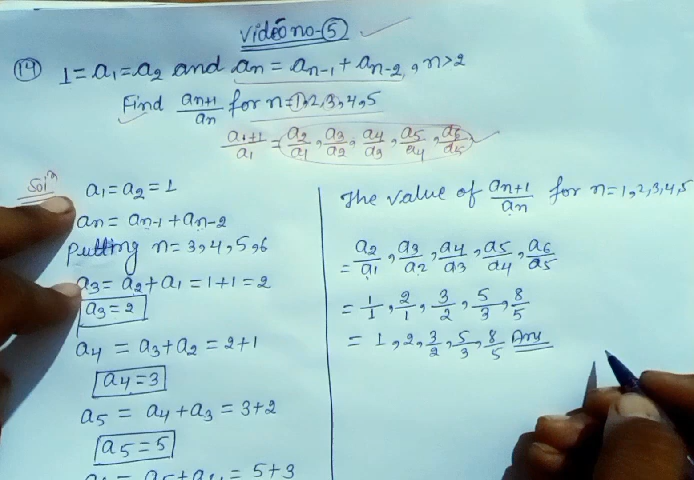 Video no-(5)
(14) 1 = a₁ = a₂ and aₙ = aₙ₋₁ + aₙ₋₂, n>2
Find aₙ₊₁/aₙ for n=1,2,3,4,5
a₁₊₁/a₁ = a₂/a₁, a₃/a₂, a₄/a₃, a₅/a₄, a₆/a₅
Solⁿ
a₁ = a₂ = 1
aₙ = aₙ₋₁ + aₙ₋₂
Putting n = 3,4,5,6
a₃ = a₂ + a₁ = 1+1 = 2
a₃ = 2
a₄ = a₃ + a₂ = 2+1
a₄ = 3
a₅ = a₄ + a₃ = 3+2
a₅ = 5
= 5+3
The value of aₙ₊₁/aₙ for n=1,2,3,4,5
= a₂/a₁, a₃/a₂, a₄/a₃, a₅/a₄, a₆/a₅
= 1/1, 2/1, 3/2, 5/3, 8/5
= 1, 2, 3/2, 5/3, 8/5 Ans